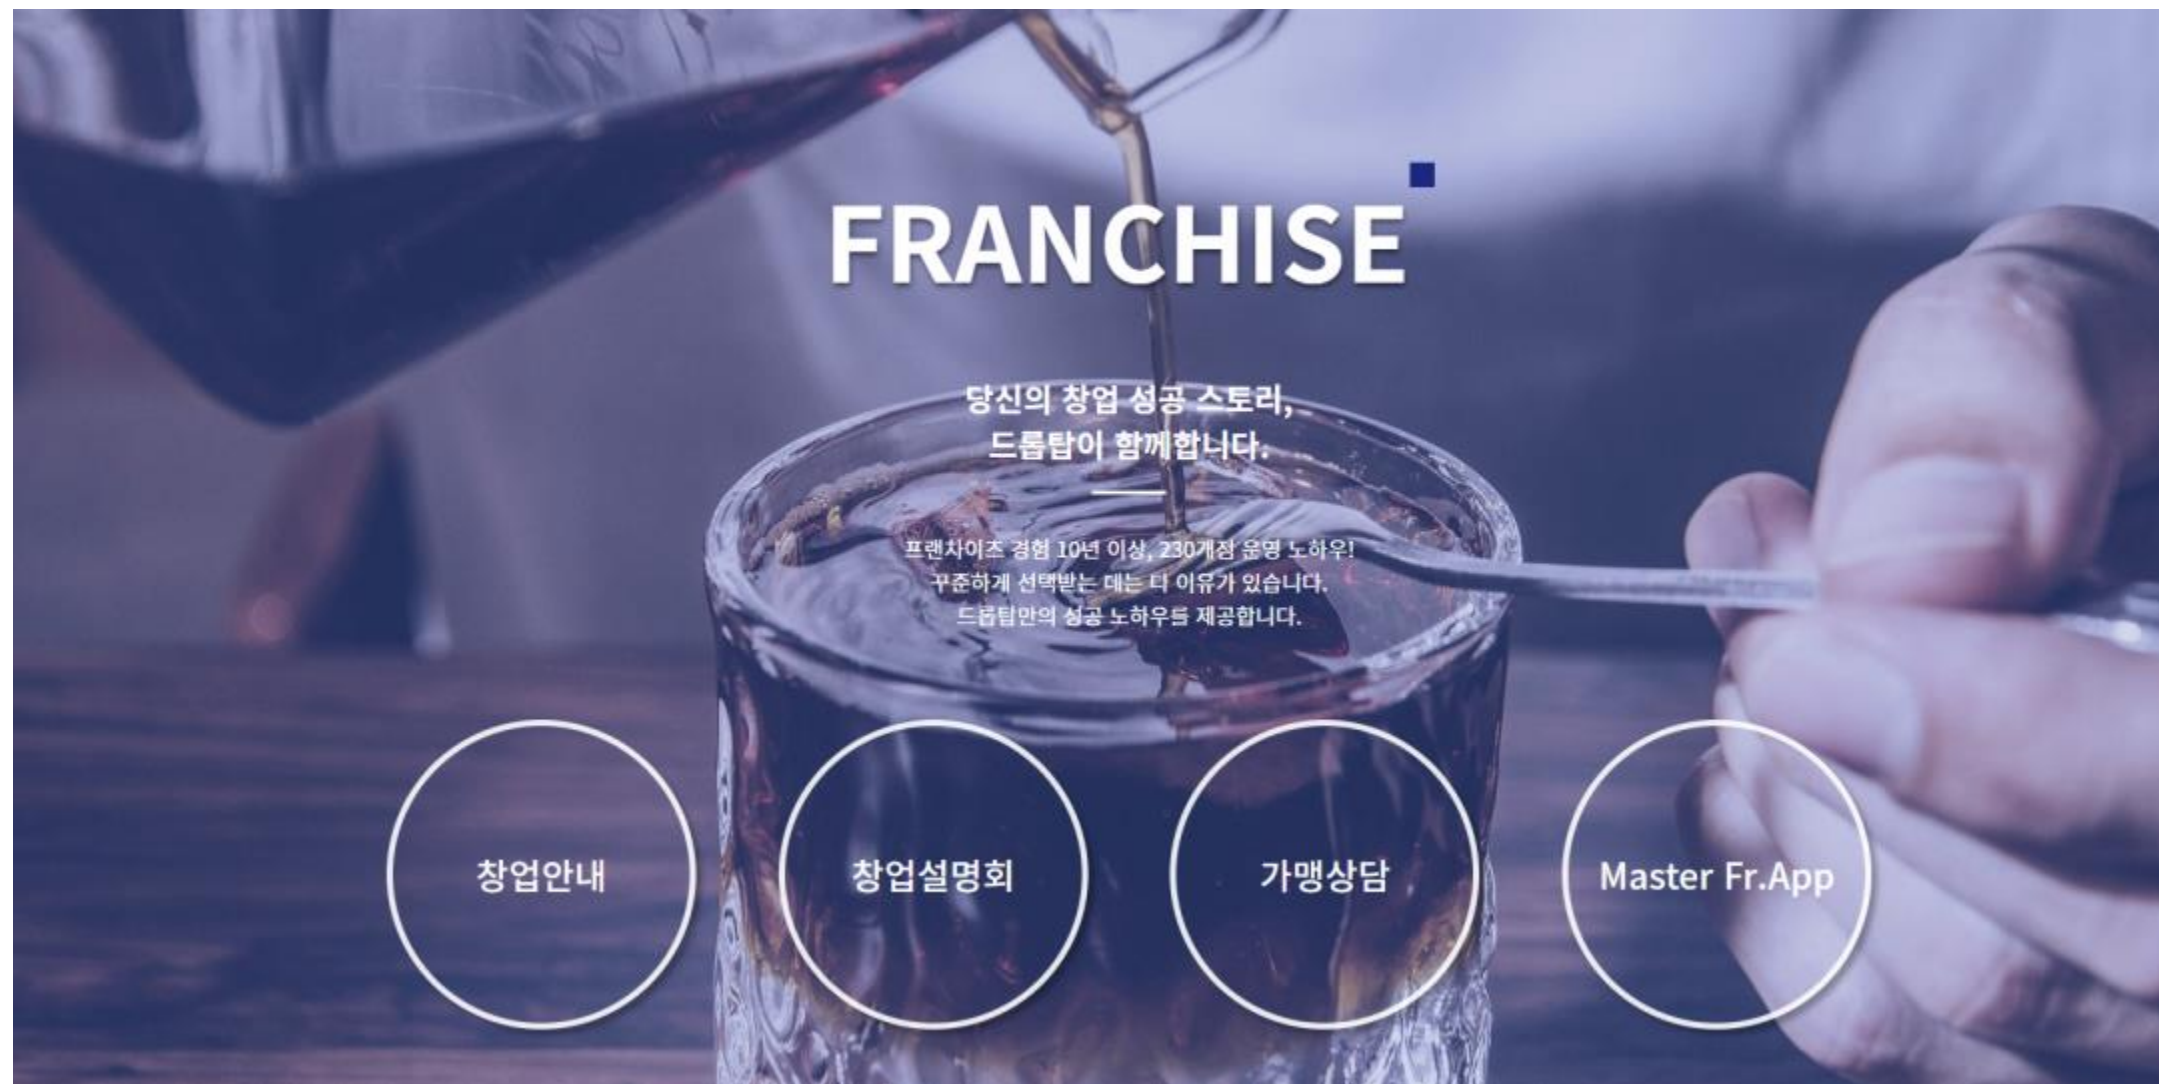 FRANCHISE
당신의 창업 성공 스토리,
드롭탑이 함께합니다.
프랜차이즈 경험 10년 이상, 230개점 운영 노하우!
꾸준하게 선택받는 데는 다 이유가 있습니다.
드롭탑만의 성공 노하우를 제공합니다.
창업안내 창업설명회 가맹상담 Master Fr.App